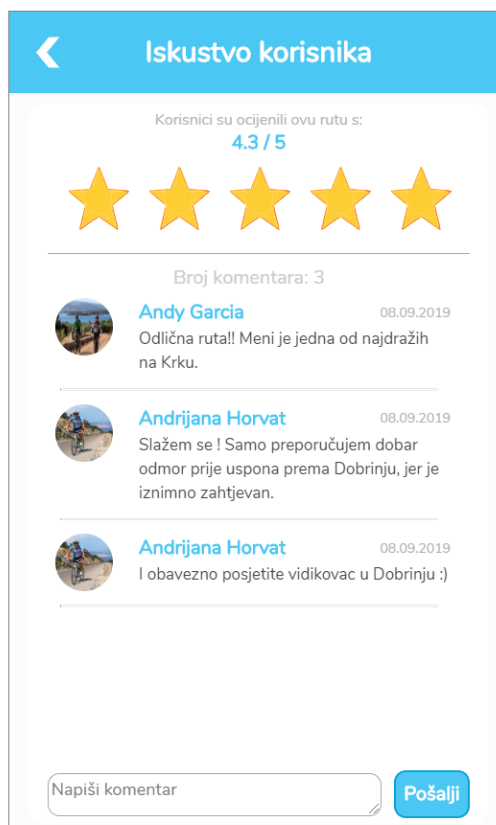 Iskustvo korisnika
Korisnici su ocijenili ovu rutu s:
4.3 / 5
Broj komentara: 3
Andy Garcia 08.09.2019
Odlična ruta!! Meni je jedna od najdražih
na Krku.
Andrijana Horvat 08.09.2019
Slažem se ! Samo preporučujem dobar
odmor prije uspona prema Dobrinju, jer je
iznimno zahtjevan.
Andrijana Horvat 08.09.2019
I obavezno posjetite vidikovac u Dobrinju :)
Napiši komentar
Pošalji